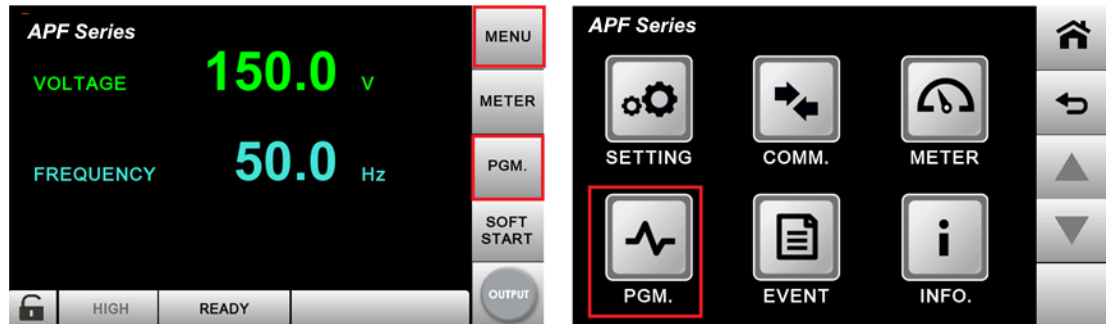 APF Series
MENU
VOLTAGE 150.0 V
METER
FREQUENCY 50.0 Hz
PGM.
SOFT
START
HIGH READY
OUTPUT
APF Series
SETTING COMM. METER
PGM. EVENT INFO.